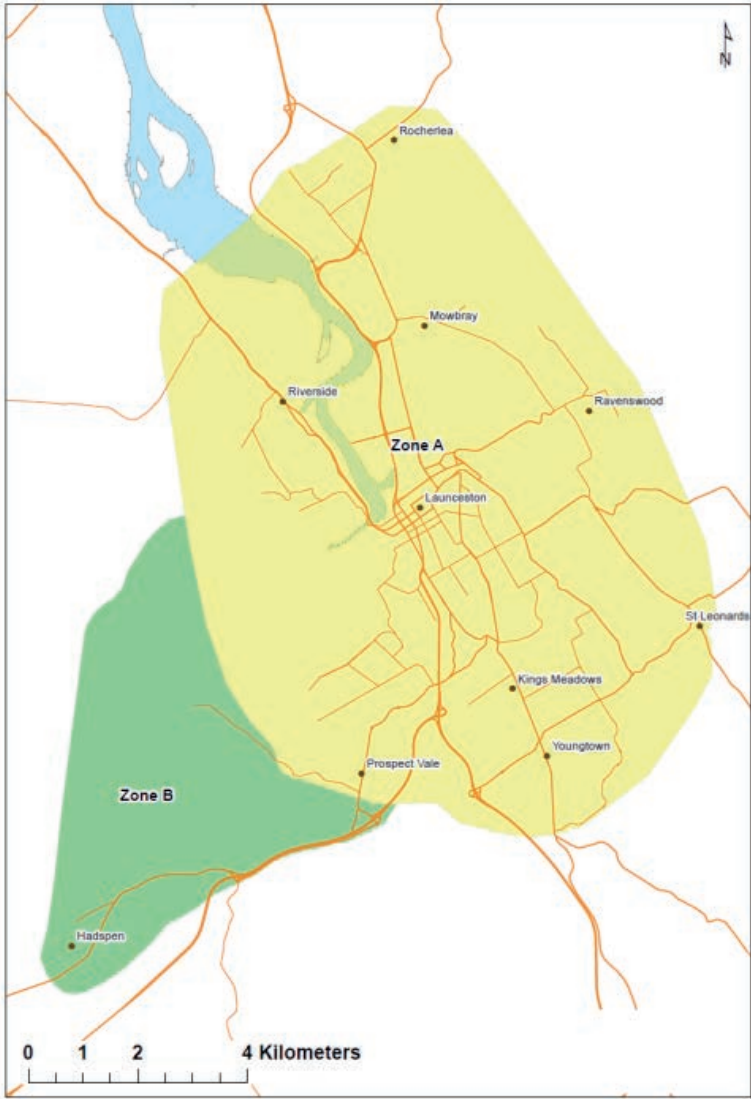 N
Rocherlea
Mowbray
Riverside
Ravenswood
Zone A
Launceston
St Leonards
Kings Meadows
Youngtown
Prospect Vale
Zone B
Hadspen
0 1 2 4 Kilometers